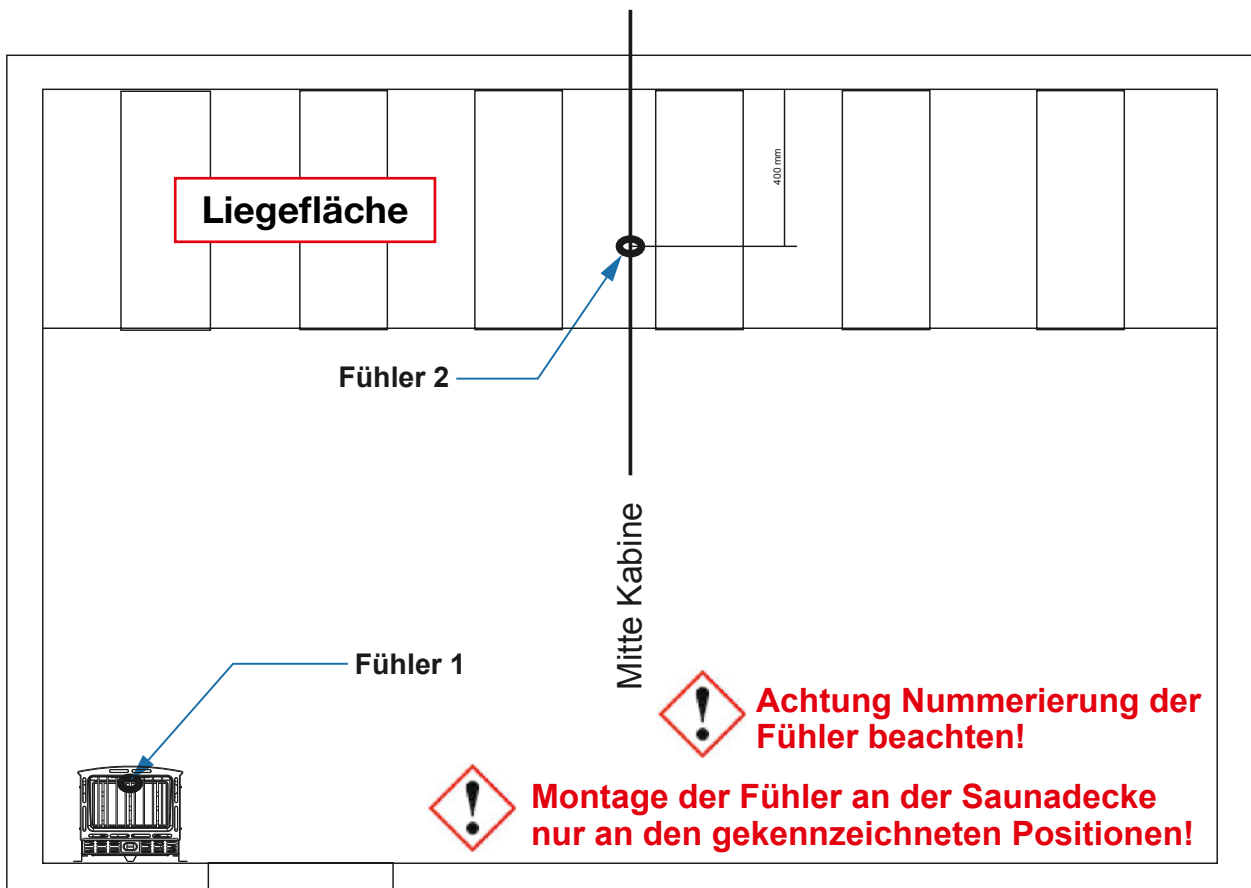 400 mm
Liegefläche
Fühler 2
Mitte Kabine
Fühler 1
Achtung Nummerierung der
Fühler beachten!
Montage der Fühler an der Saunadecke
nur an den gekennzeichneten Positionen!